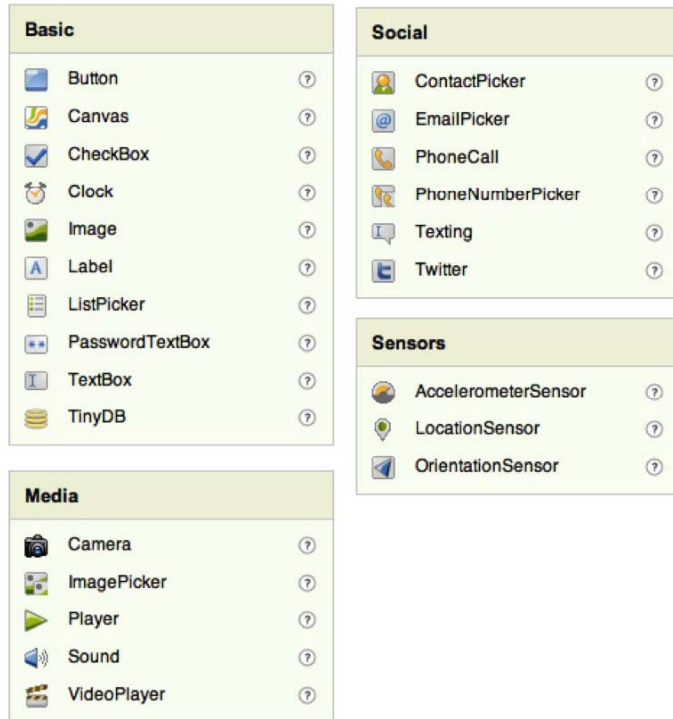 Basic
Button
Canvas
CheckBox
Clock
Image
Label
ListPicker
PasswordTextBox
TextBox
TinyDB
Media
Camera
ImagePicker
Player
Sound
VideoPlayer
Social
ContactPicker
EmailPicker
PhoneCall
PhoneNumberPicker
Texting
Twitter
Sensors
AccelerometerSensor
LocationSensor
OrientationSensor